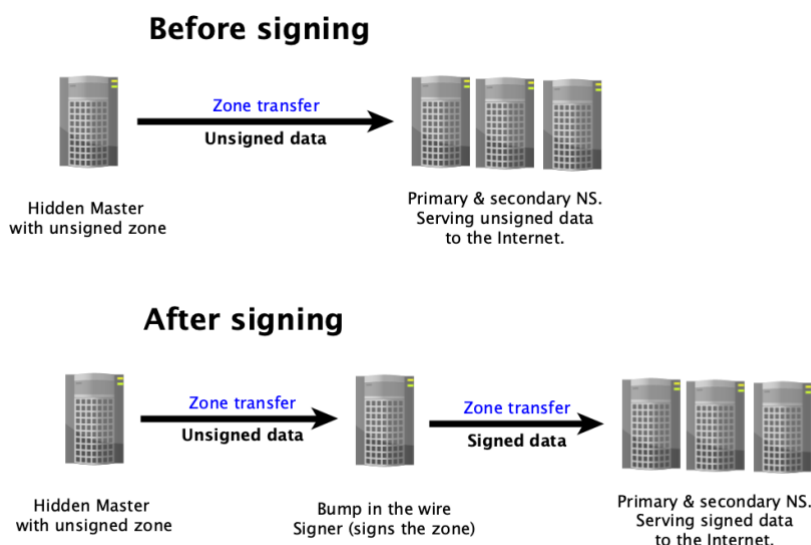 Before signing
Zone transfer
Unsigned data
Hidden Master
with unsigned zone
Primary & secondary NS.
Serving unsigned data
to the Internet.
After signing
Zone transfer
Unsigned data
Zone transfer
Signed data
Hidden Master
with unsigned zone
Bump in the wire
Signer (signs the zone)
Primary & secondary NS.
Serving signed data
to the Internet.